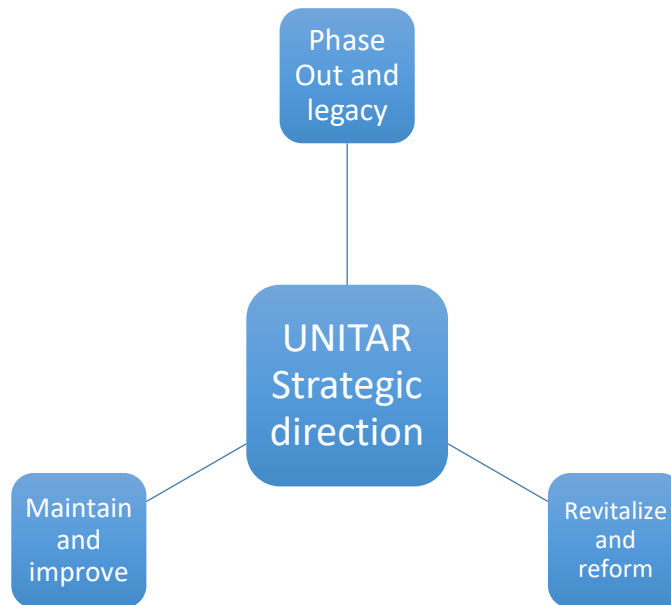 Phase
Out and
legacy
UNITAR
Strategic
direction
Maintain
and
improve
Revitalize
and
reform